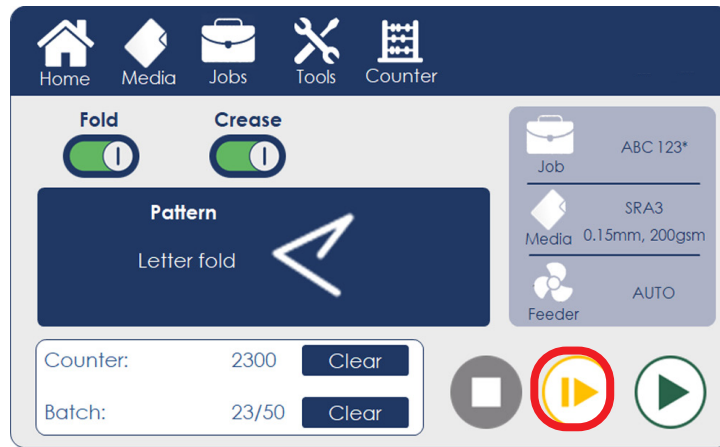 Home Media Jobs Tools Counter
Fold Crease
Pattern
Letter fold
Job ABC 123*
Media SRA3
0.15mm, 200gsm
Feeder AUTO
Counter: 2300 Clear
Batch: 23/50 Clear